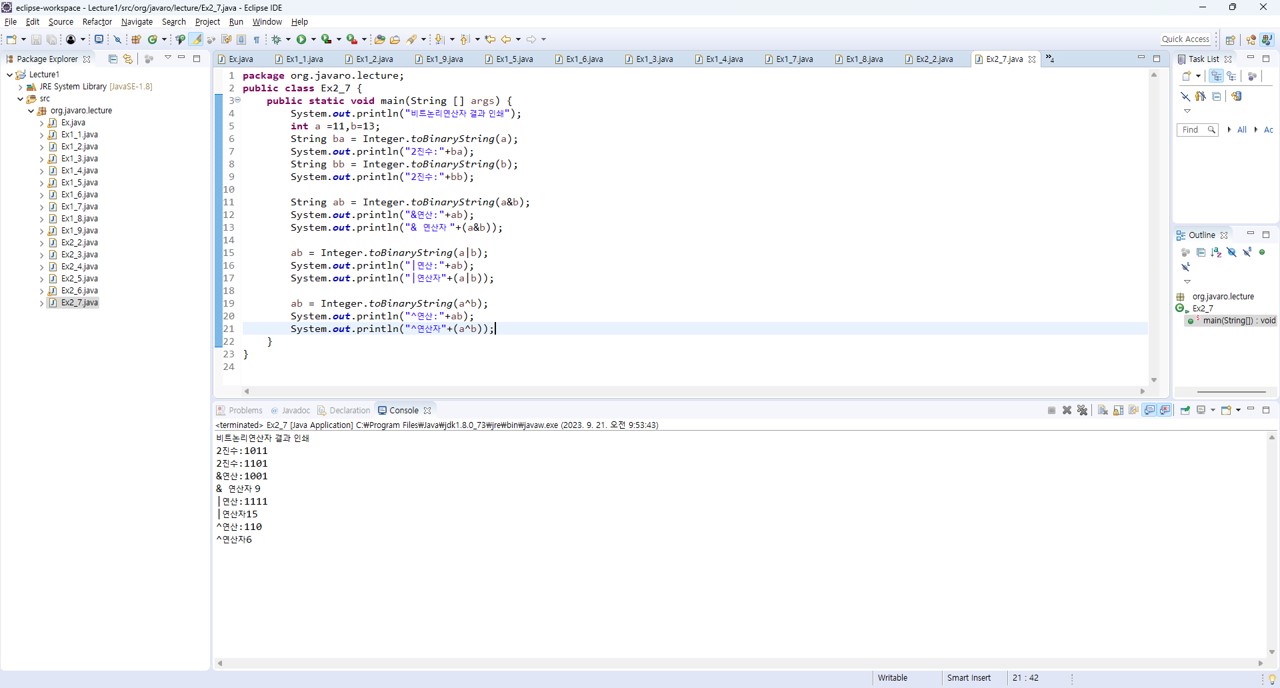 eclipse-workspace - Lecture1/src/org/javaro/lecture/Ex2_7.java - Eclipse IDE
File Edit Source Refactor Navigate Search Project Run Window Help
Quick Access
Package Explorer
Ex.java Ex1_1.java Ex1_2.java Ex1_9.java Ex1_5.java Ex1_6.java Ex1_3.java Ex1_4.java Ex1_7.java Ex1_8.java Ex2_2.java Ex2_7.java »4
Task List
Lecture1
JRE System Library [JavaSE-1.8]
src
org.javaro.lecture
Ex.java
Ex1_1.java
Ex1_2.java
Ex1_3.java
Ex1_4.java
Ex1_5.java
Ex1_6.java
Ex1_7.java
Ex1_8.java
Ex1_9.java
Ex2_2.java
Ex2_3.java
Ex2_4.java
Ex2_5.java
Ex2_6.java
Ex2_7.java
1 package org.javaro.lecture;
2 public class Ex2_7 {
3 public static void main(String [] args) {
4 System.out.println("비트논리연산자 결과 인쇄");
5 int a =11,b=13;
6 String ba = Integer.toBinaryString(a);
7 System.out.println("2진수:"+ba);
8 String bb = Integer.toBinaryString(b);
9 System.out.println("2진수:"+bb);
10
11 String ab = Integer.toBinaryString(a&b);
12 System.out.println("&연산:"+ab);
13 System.out.println("& 연산자 "+(a&b));
14
15 ab = Integer.toBinaryString(a|b);
16 System.out.println("|연산:"+ab);
17 System.out.println("|연산자"+(a|b));
18
19 ab = Integer.toBinaryString(a^b);
20 System.out.println("^연산:"+ab);
21 System.out.println("^연산자"+(a^b));
22 }
23 }
24
Find All Ac
Outline
org.javaro.lecture
Ex2_7
main(String[]) : void
Problems Javadoc Declaration Console
<terminated> Ex2_7 [Java Application] C:₩Program Files₩Java₩jdk1.8.0_73₩jre₩bin₩javaw.exe (2023. 9. 21. 오전 9:53:43)
비트논리연산자 결과 인쇄
2진수:1011
2진수:1101
&연산:1001
& 연산자 9
|연산:1111
|연산자15
^연산:110
^연산자6
Writable Smart Insert 21 : 42